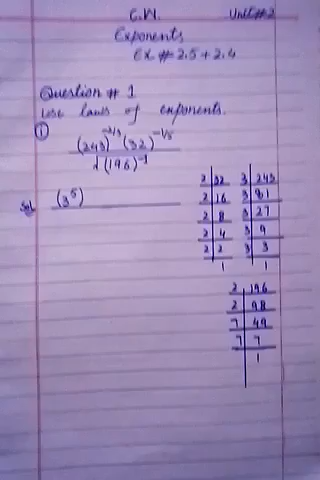 C.W. Unit#2
Exponents
EX # 2.5 + 2.4
Question # 1
Use laws of exponents.
① (243)^-2/3 (32)^-1/5
√(196)^-1
Sol (3^5)
2 | 32
2 | 16
2 | 8
2 | 4
2 | 2
1
3 | 243
3 | 81
3 | 27
3 | 9
3 | 3
1
2 | 196
2 | 98
7 | 49
7 | 7
1